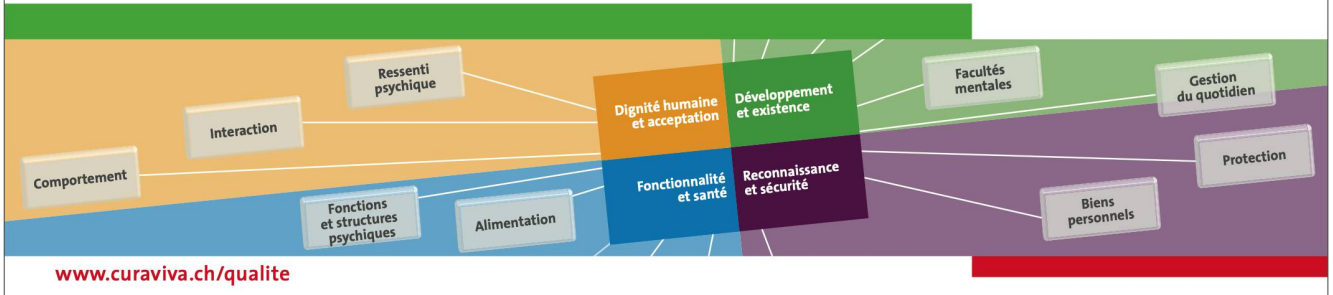 Ressenti
psychique
Interaction
Comportement
Dignité humaine
et acceptation
Développement
et existence
Facultés
mentales
Gestion
du quotidien
Protection
Fonctionnalité
et santé
Reconnaissance
et sécurité
Fonctions
et structures
psychiques
Alimentation
Biens
personnels
www.curaviva.ch/qualite